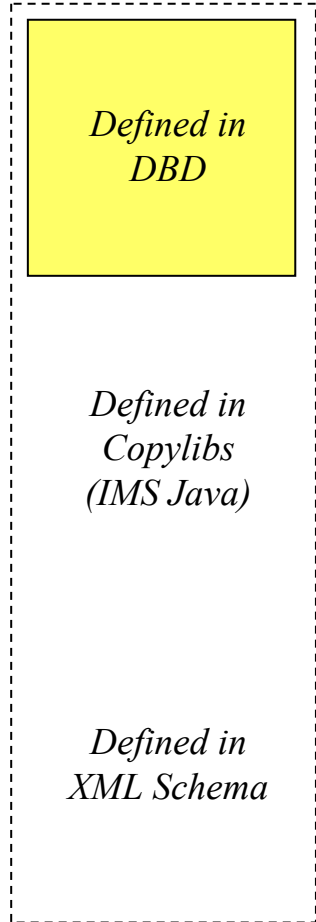 Defined in
DBD
Defined in
Copylibs
(IMS Java)
Defined in
XML Schema